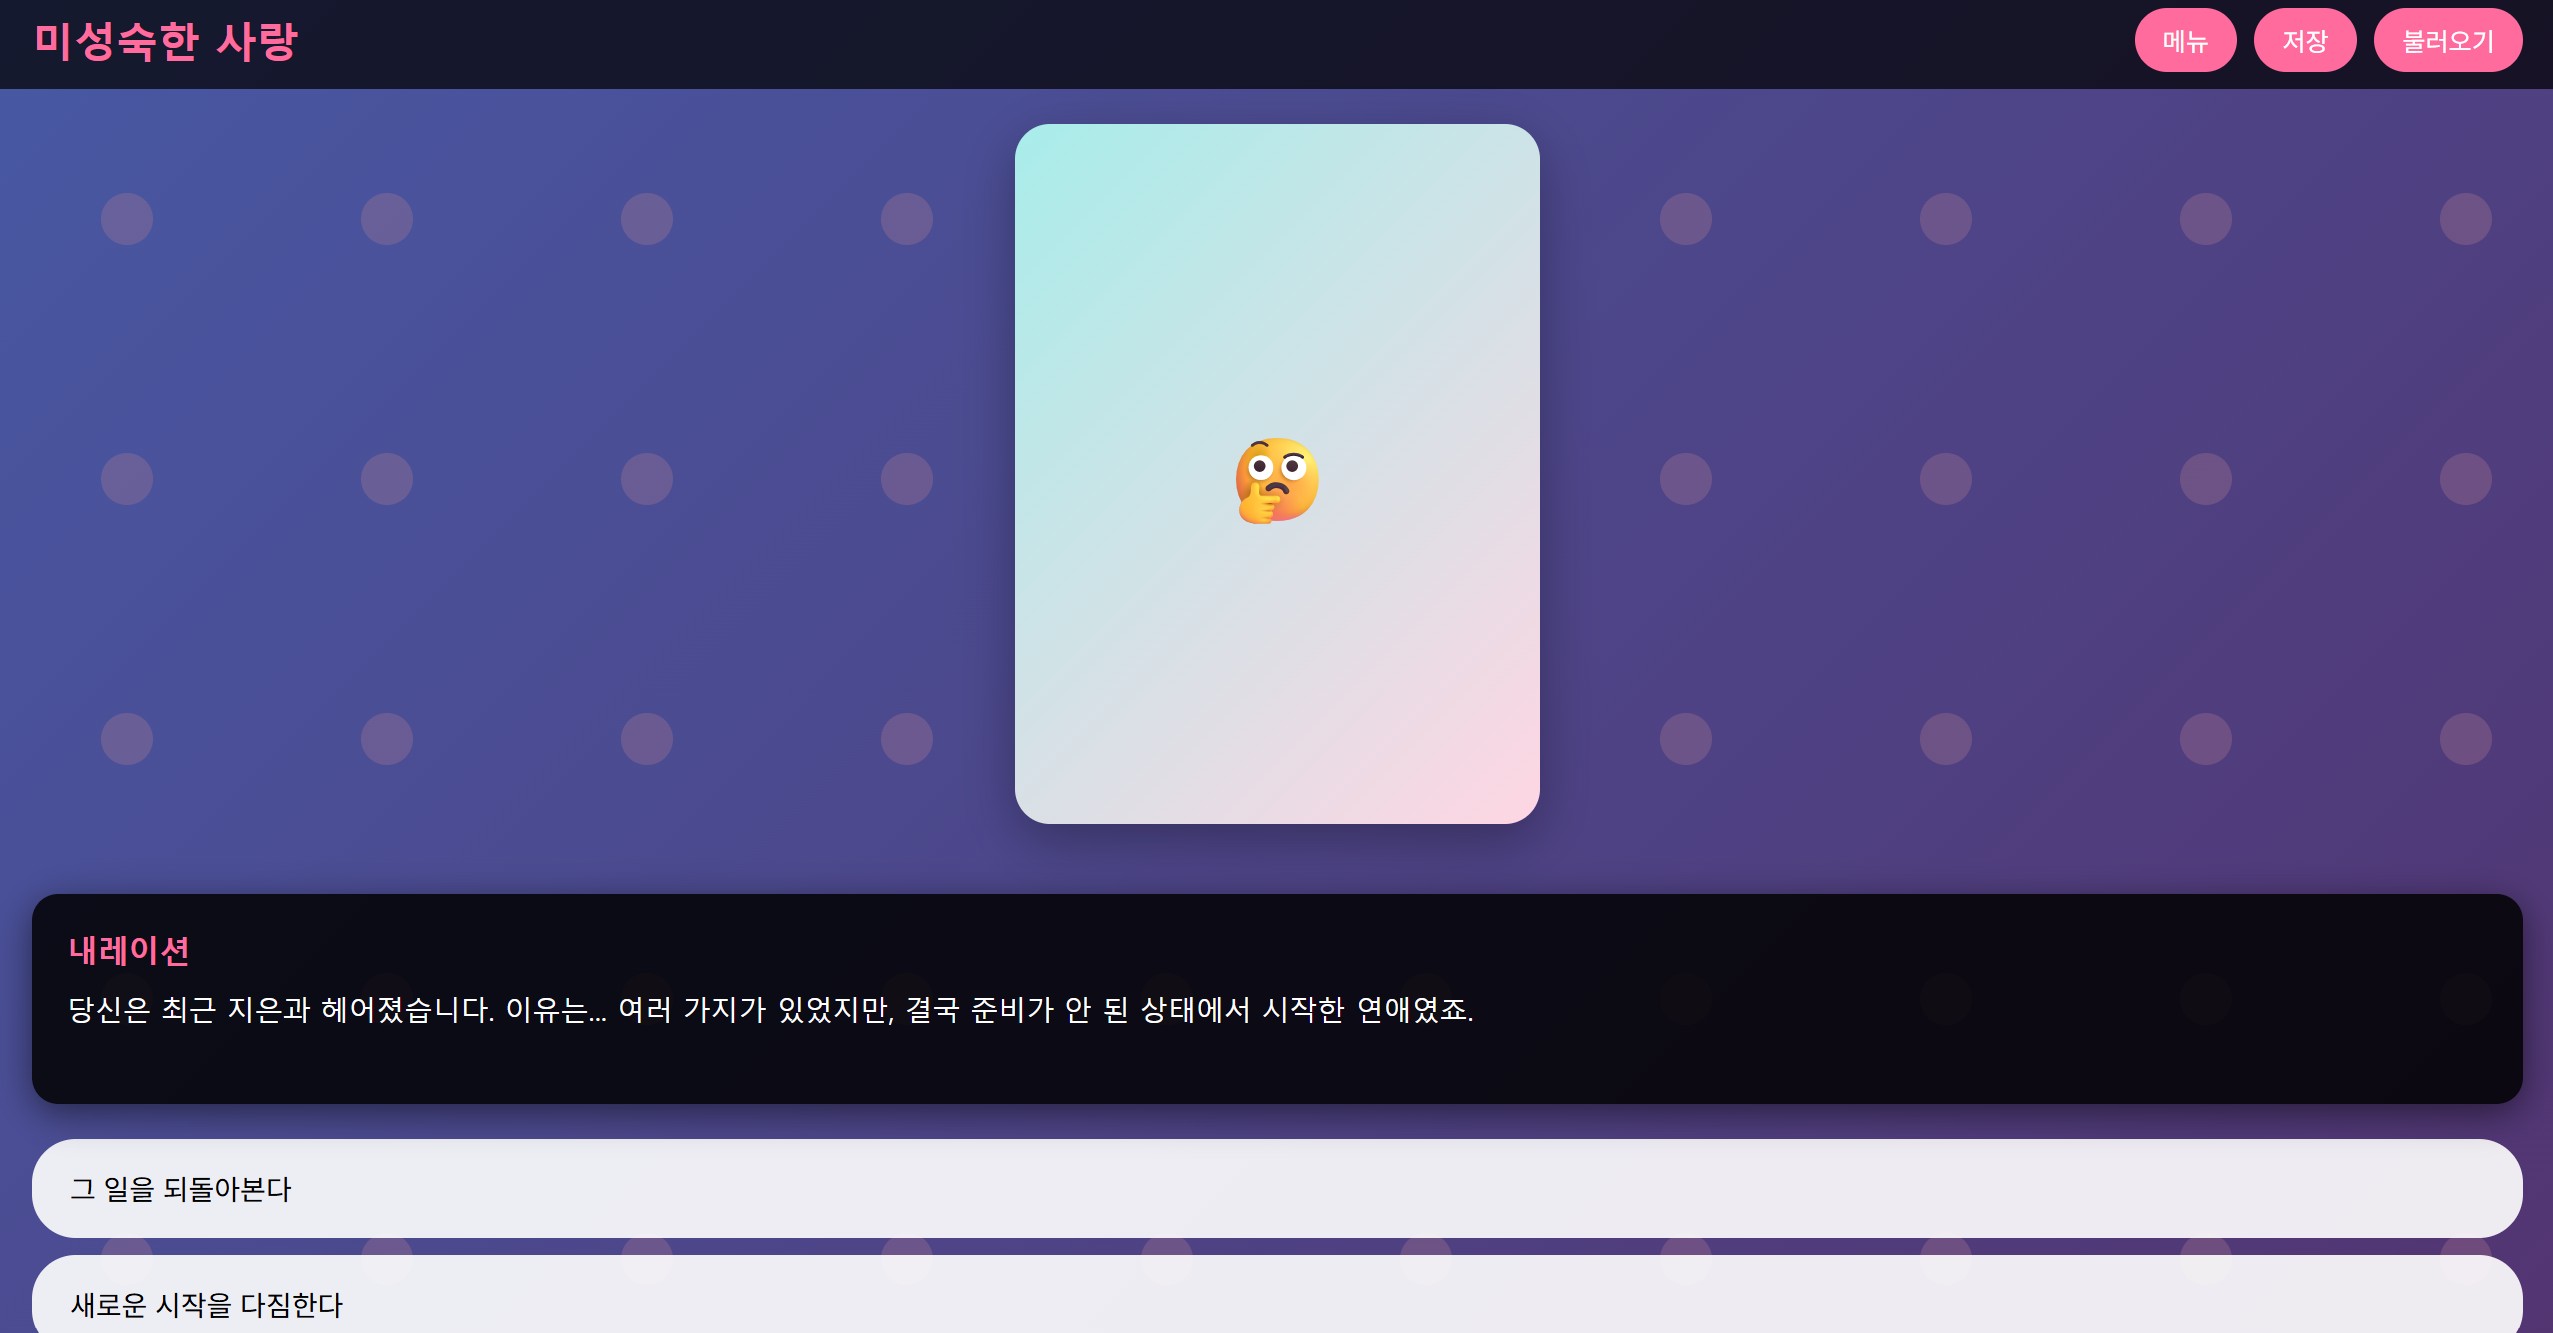 미성숙한 사랑
메뉴 저장 불러오기
내레이션
당신은 최근 지은과 헤어졌습니다. 이유는... 여러 가지가 있었지만, 결국 준비가 안 된 상태에서 시작한 연애였죠.
그 일을 되돌아본다
새로운 시작을 다짐한다